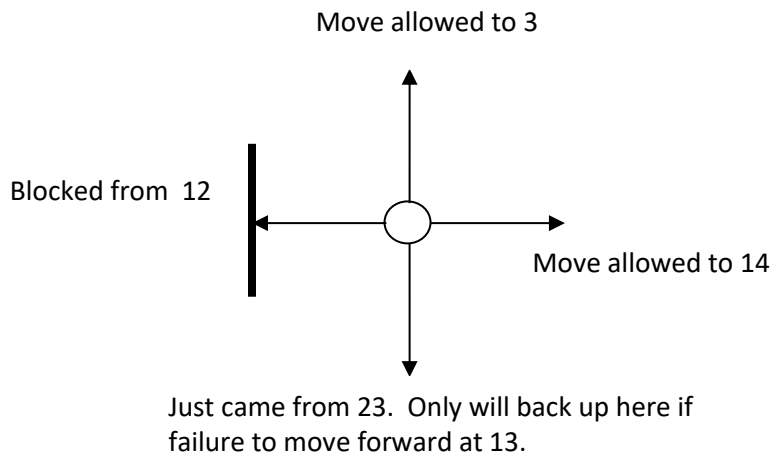 Move allowed to 3
Blocked from 12
Move allowed to 14
Just came from 23. Only will back up here if
failure to move forward at 13.